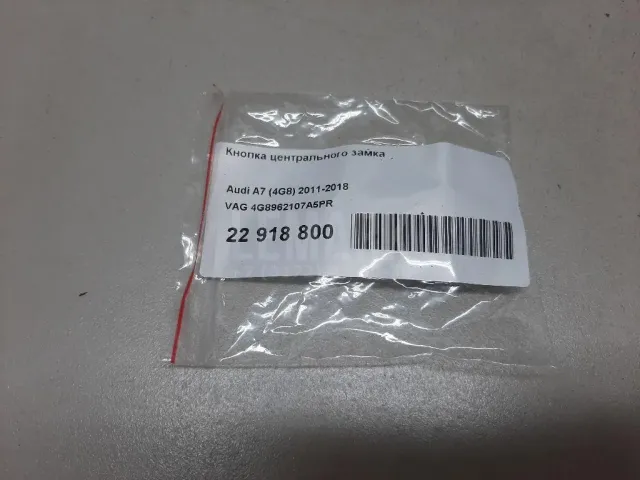 Кнопка центрального замка
Audi A7 (4G8) 2011-2018
VAG 4G8962107A5PR
22 918 800